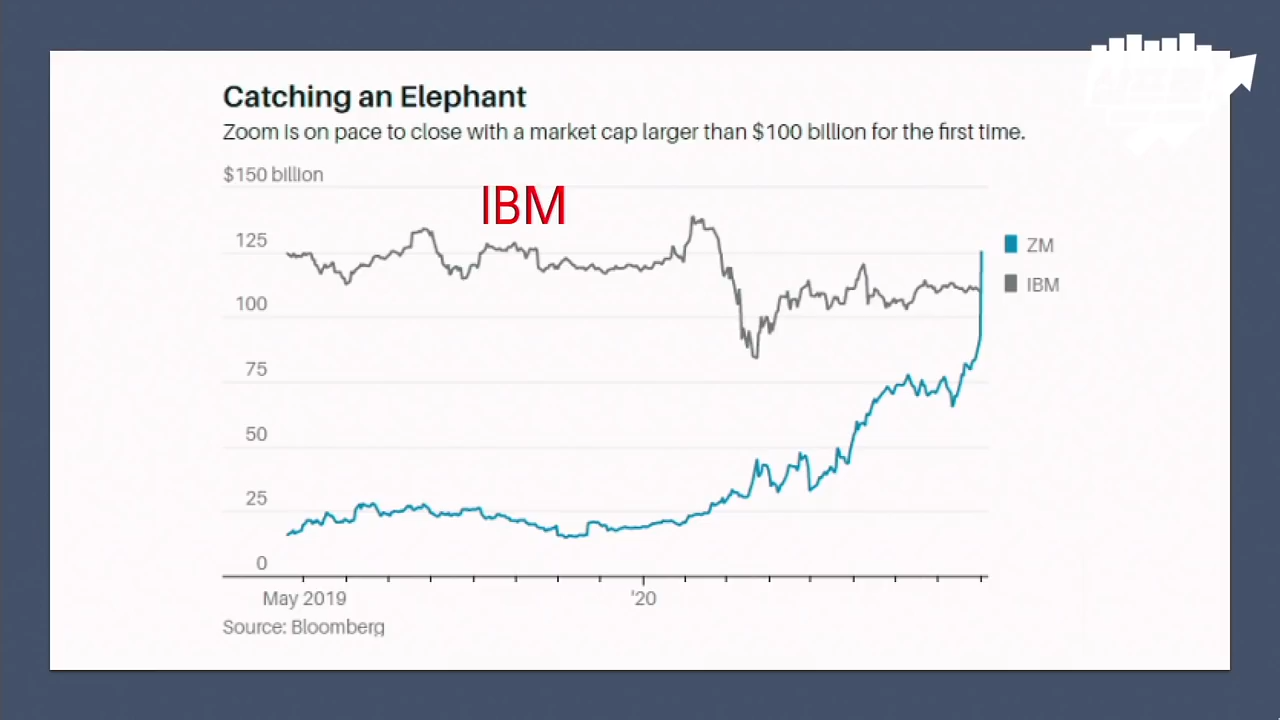 Catching an Elephant
Zoom is on pace to close with a market cap larger than $100 billion for the first time.
$150 billion
IBM
125
ZM
IBM
100
75
50
25
0
May 2019
'20
Source: Bloomberg